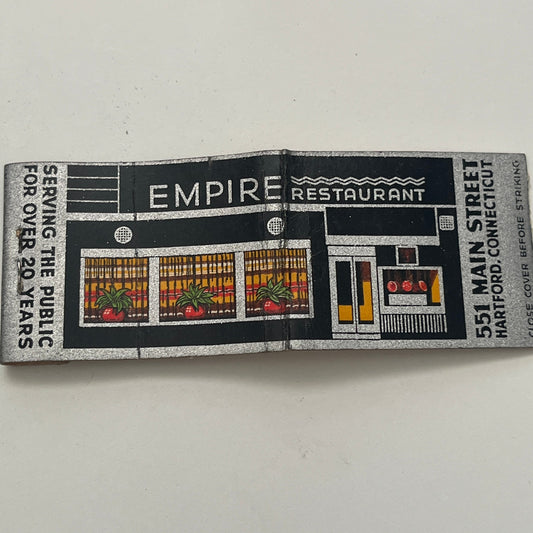 SERVING THE PUBLIC
FOR OVER 20 YEARS
EMPIRE RESTAURANT
551 MAIN STREET
HARTFORD, CONNECTICUT
CLOSE COVER BEFORE STRIKING